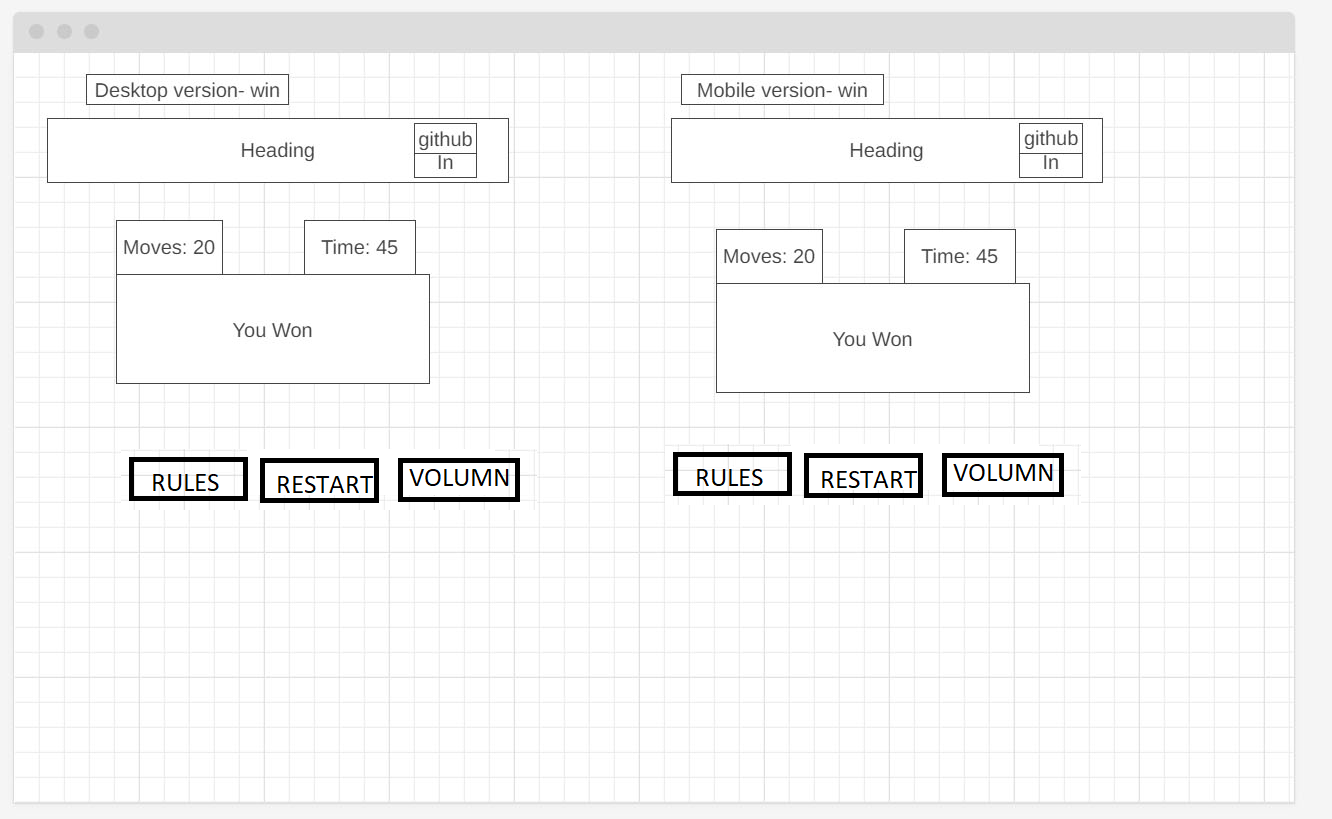 Desktop version- win
Heading
github
In
Moves: 20
Time: 45
You Won
RULES
RESTART
VOLUMN
Mobile version- win
Heading
github
In
Moves: 20
Time: 45
You Won
RULES
RESTART
VOLUMN